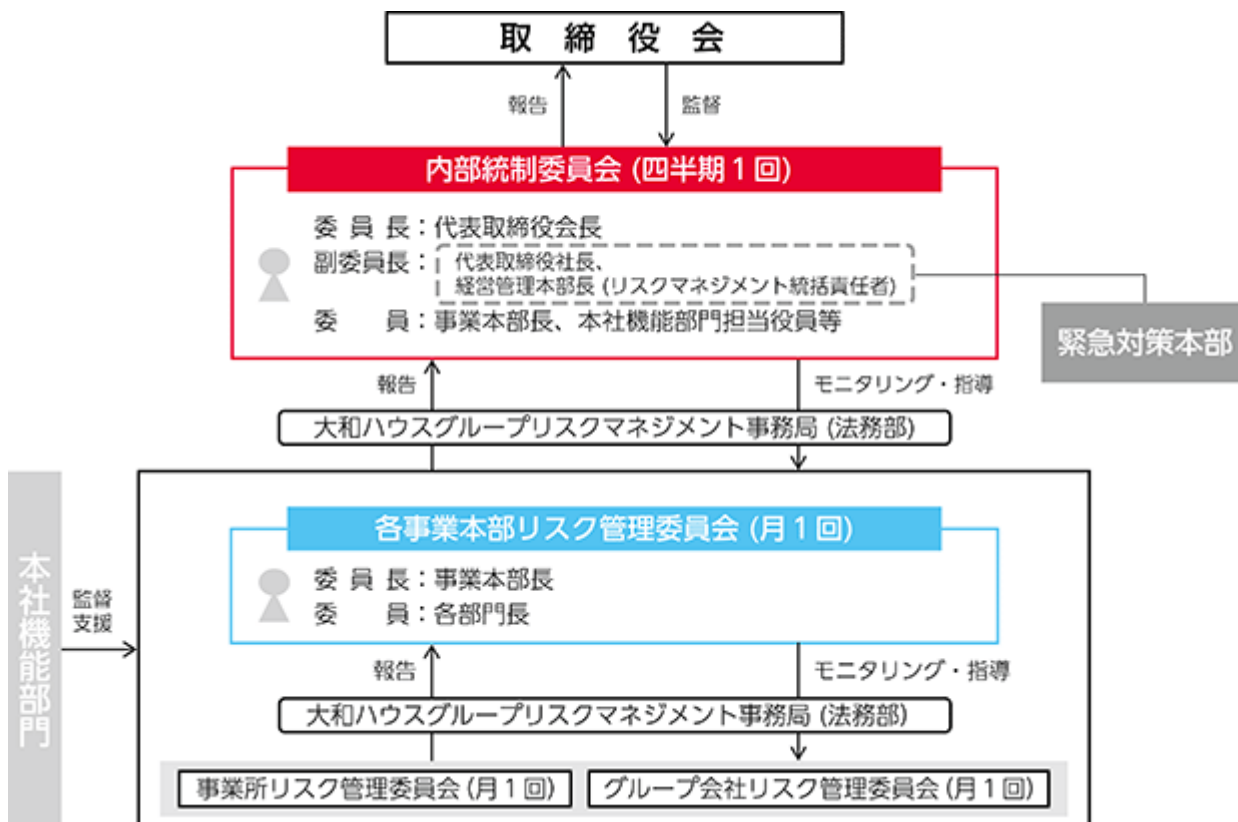 取締役会
報告
監督
内部統制委員会 (四半期1回)
委員長：代表取締役会長
副委員長：代表取締役社長、
経営管理本部長 (リスクマネジメント統括責任者)
委員：事業本部長、本社機能部門担当役員等
緊急対策本部
報告
モニタリング・指導
大和ハウスグループリスクマネジメント事務局 (法務部)
本社機能部門
監督
支援
各事業本部リスク管理委員会 (月1回)
委員長：事業本部長
委員：各部門長
報告
モニタリング・指導
大和ハウスグループリスクマネジメント事務局 (法務部)
事業所リスク管理委員会 (月1回)
グループ会社リスク管理委員会 (月1回)